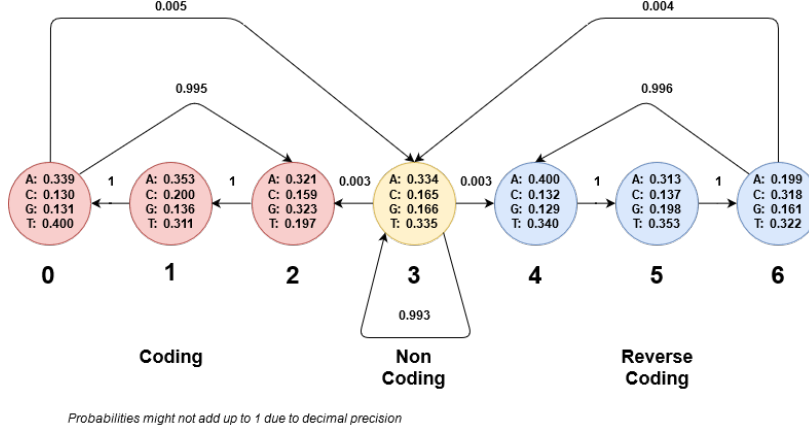 0.005
0.004
0.995
0.996
A: 0.339
C: 0.130
G: 0.131
T: 0.400
1
A: 0.353
C: 0.200
G: 0.136
T: 0.311
1
A: 0.321
C: 0.159
G: 0.323
T: 0.197
0.003
A: 0.334
C: 0.165
G: 0.166
T: 0.335
0.003
A: 0.400
C: 0.132
G: 0.129
T: 0.340
1
A: 0.313
C: 0.137
G: 0.198
T: 0.353
1
A: 0.199
C: 0.318
G: 0.161
T: 0.322
0
1
2
3
4
5
6
0.993
Coding
Non
Coding
Reverse
Coding
Probabilities might not add up to 1 due to decimal precision